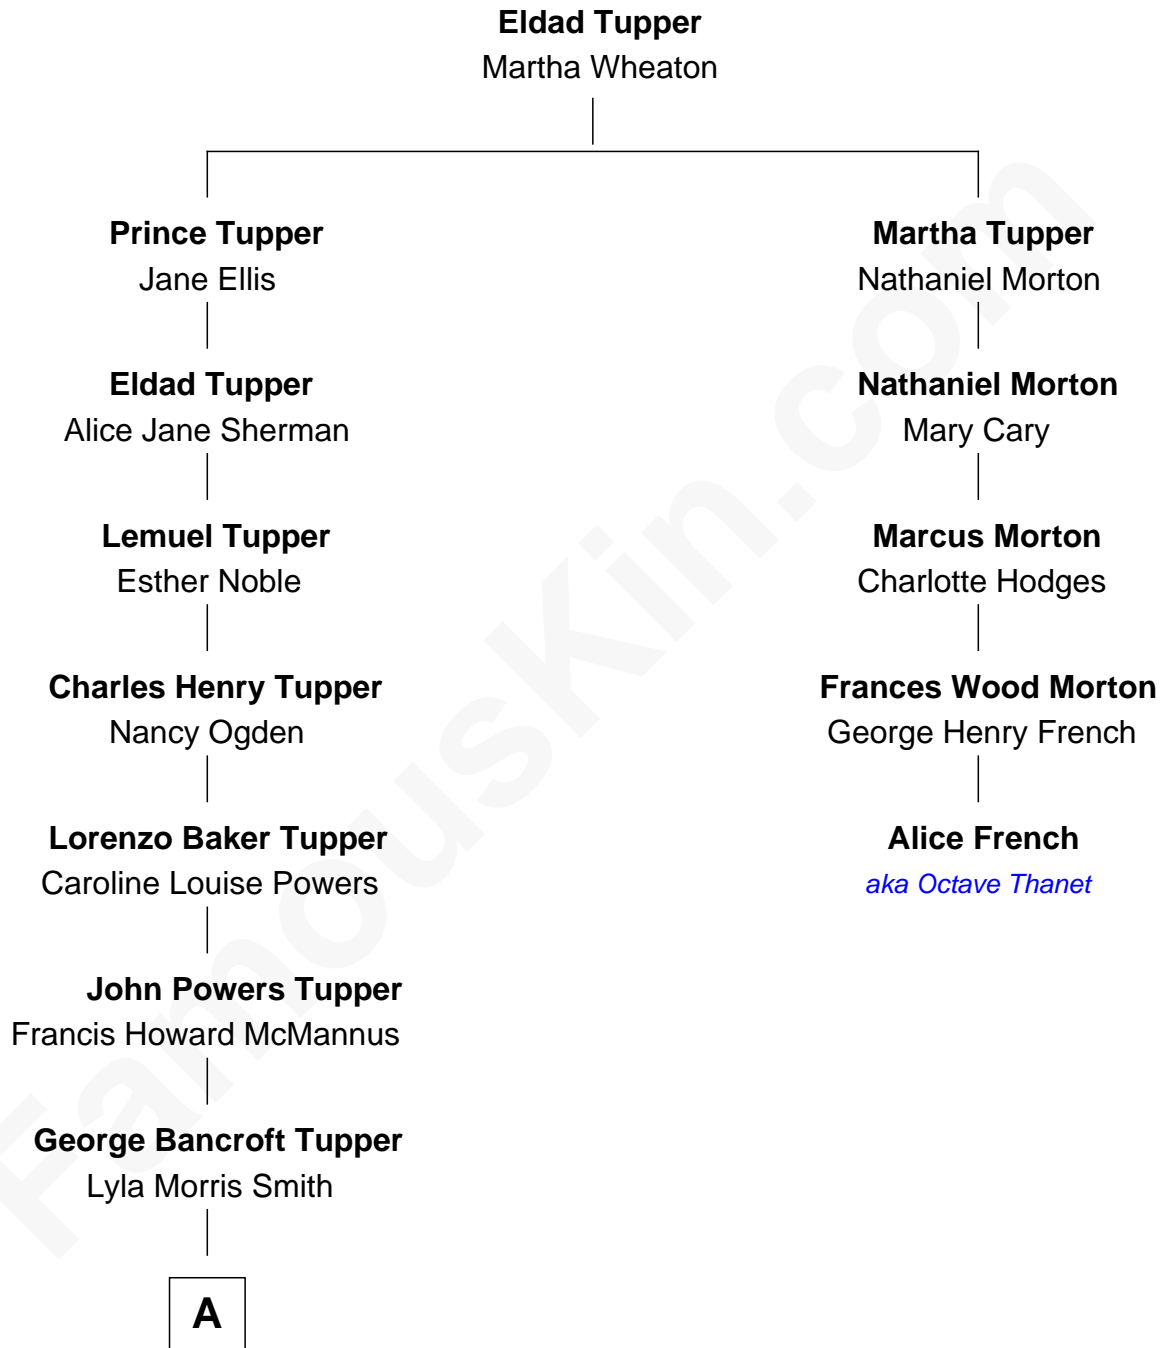 Eldad Tupper
Martha Wheaton
Prince Tupper
Jane Ellis
Martha Tupper
Nathaniel Morton
Eldad Tupper
Alice Jane Sherman
Nathaniel Morton
Mary Cary
Lemuel Tupper
Esther Noble
Marcus Morton
Charlotte Hodges
Charles Henry Tupper
Nancy Ogden
Frances Wood Morton
George Henry French
Lorenzo Baker Tupper
Caroline Louise Powers
Alice French
aka Octave Thanet
John Powers Tupper
Francis Howard McMannus
George Bancroft Tupper
Lyla Morris Smith
A
FamousKin.com